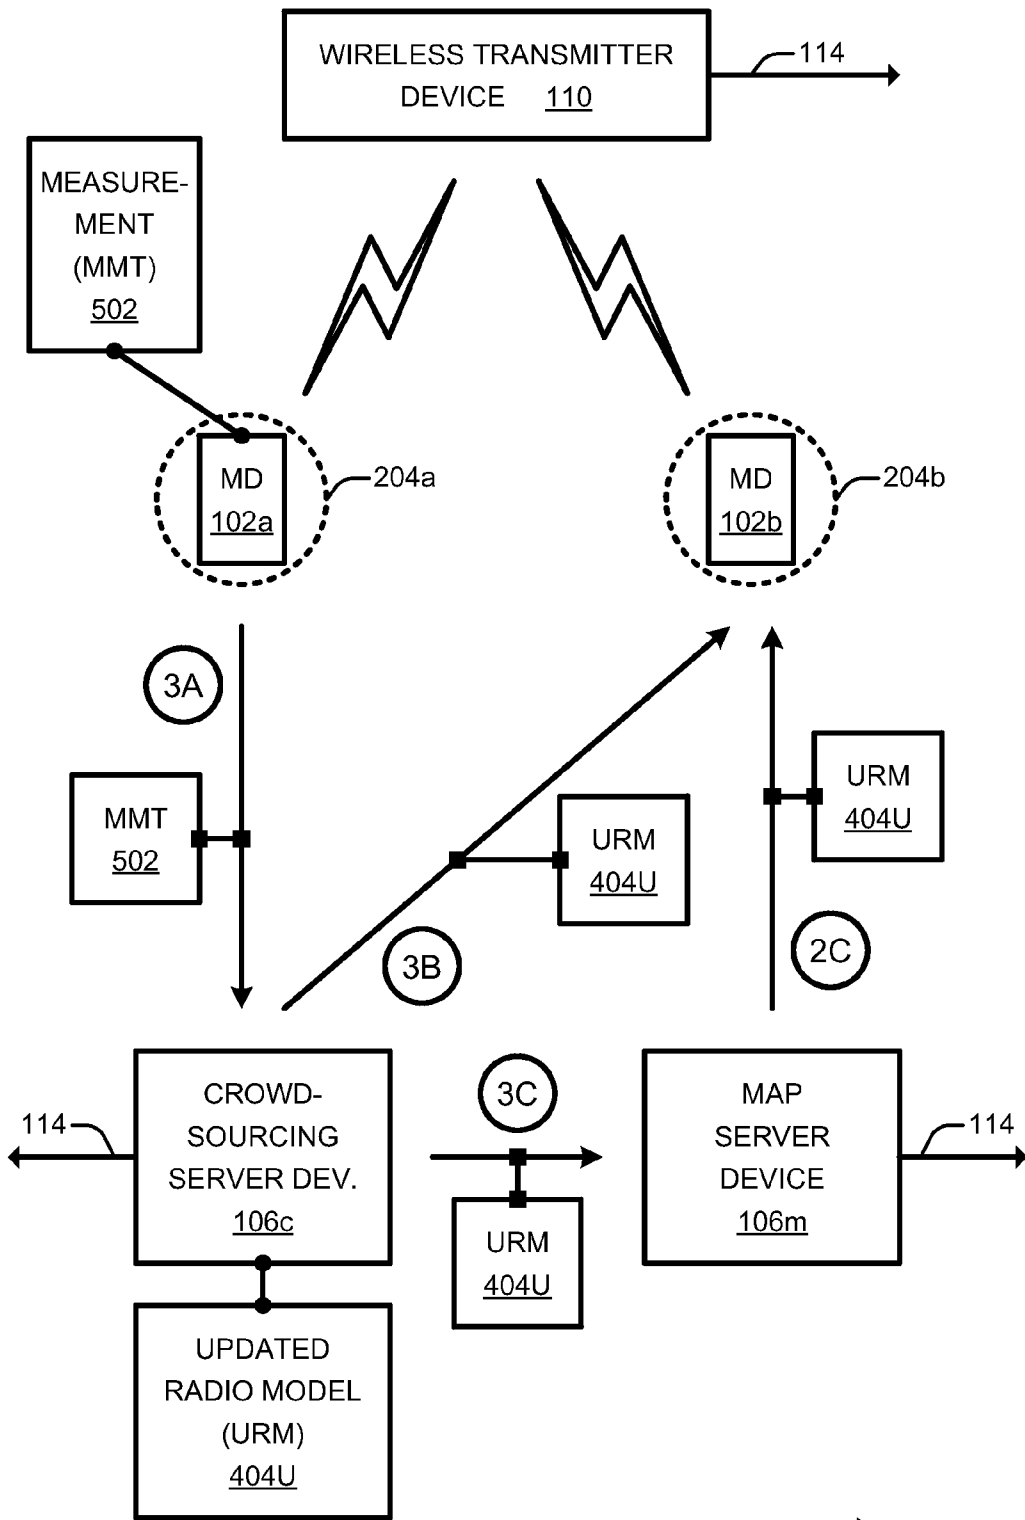 WIRELESS TRANSMITTER
DEVICE 110
114
MEASURE-
MENT
(MMT)
502
MD
102a
204a
MD
102b
204b
3A
MMT
502
URM
404U
URM
404U
3B
2C
CROWD-
SOURCING
SERVER DEV.
106c
114
3C
URM
404U
MAP
SERVER
DEVICE
106m
114
UPDATED
RADIO MODEL
(URM)
404U